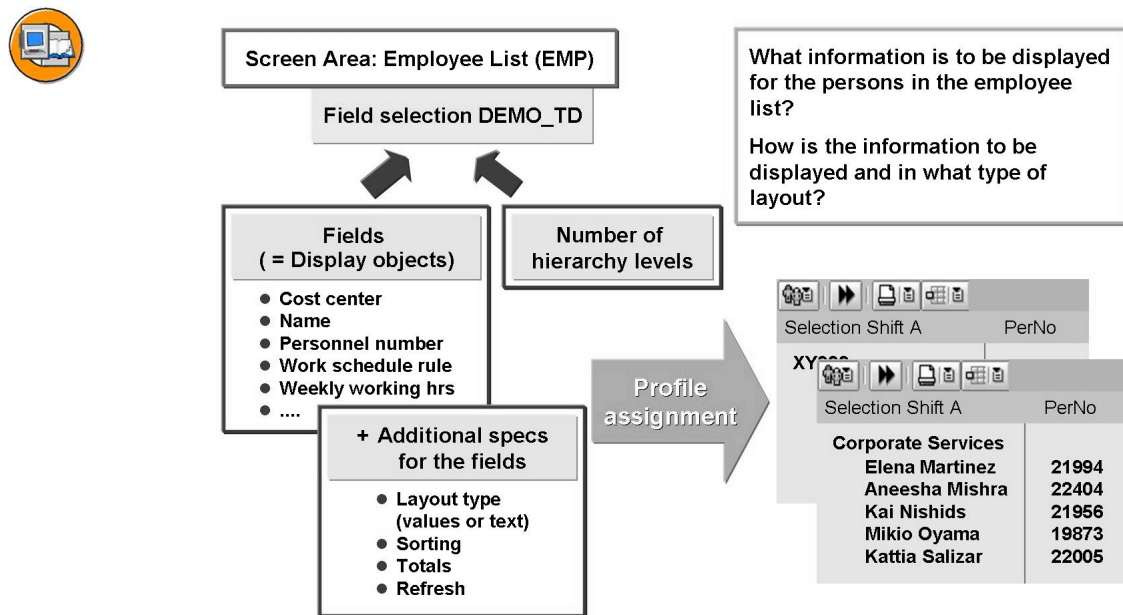 Screen Area: Employee List (EMP)
Field selection DEMO_TD
What information is to be displayed
for the persons in the employee
list?
How is the information to be
displayed and in what type of
layout?
Fields
( = Display objects)
Cost center
Name
Personnel number
Work schedule rule
Weekly working hrs
....
Number of
hierarchy levels
+ Additional specs
for the fields
Layout type
(values or text)
Sorting
Totals
Refresh
Profile
assignment
Selection Shift A PerNo
Selection Shift A PerNo
Corporate Services
Elena Martinez 21994
Aneesha Mishra 22404
Kai Nishids 21956
Mikio Oyama 19873
Kattia Salizar 22005